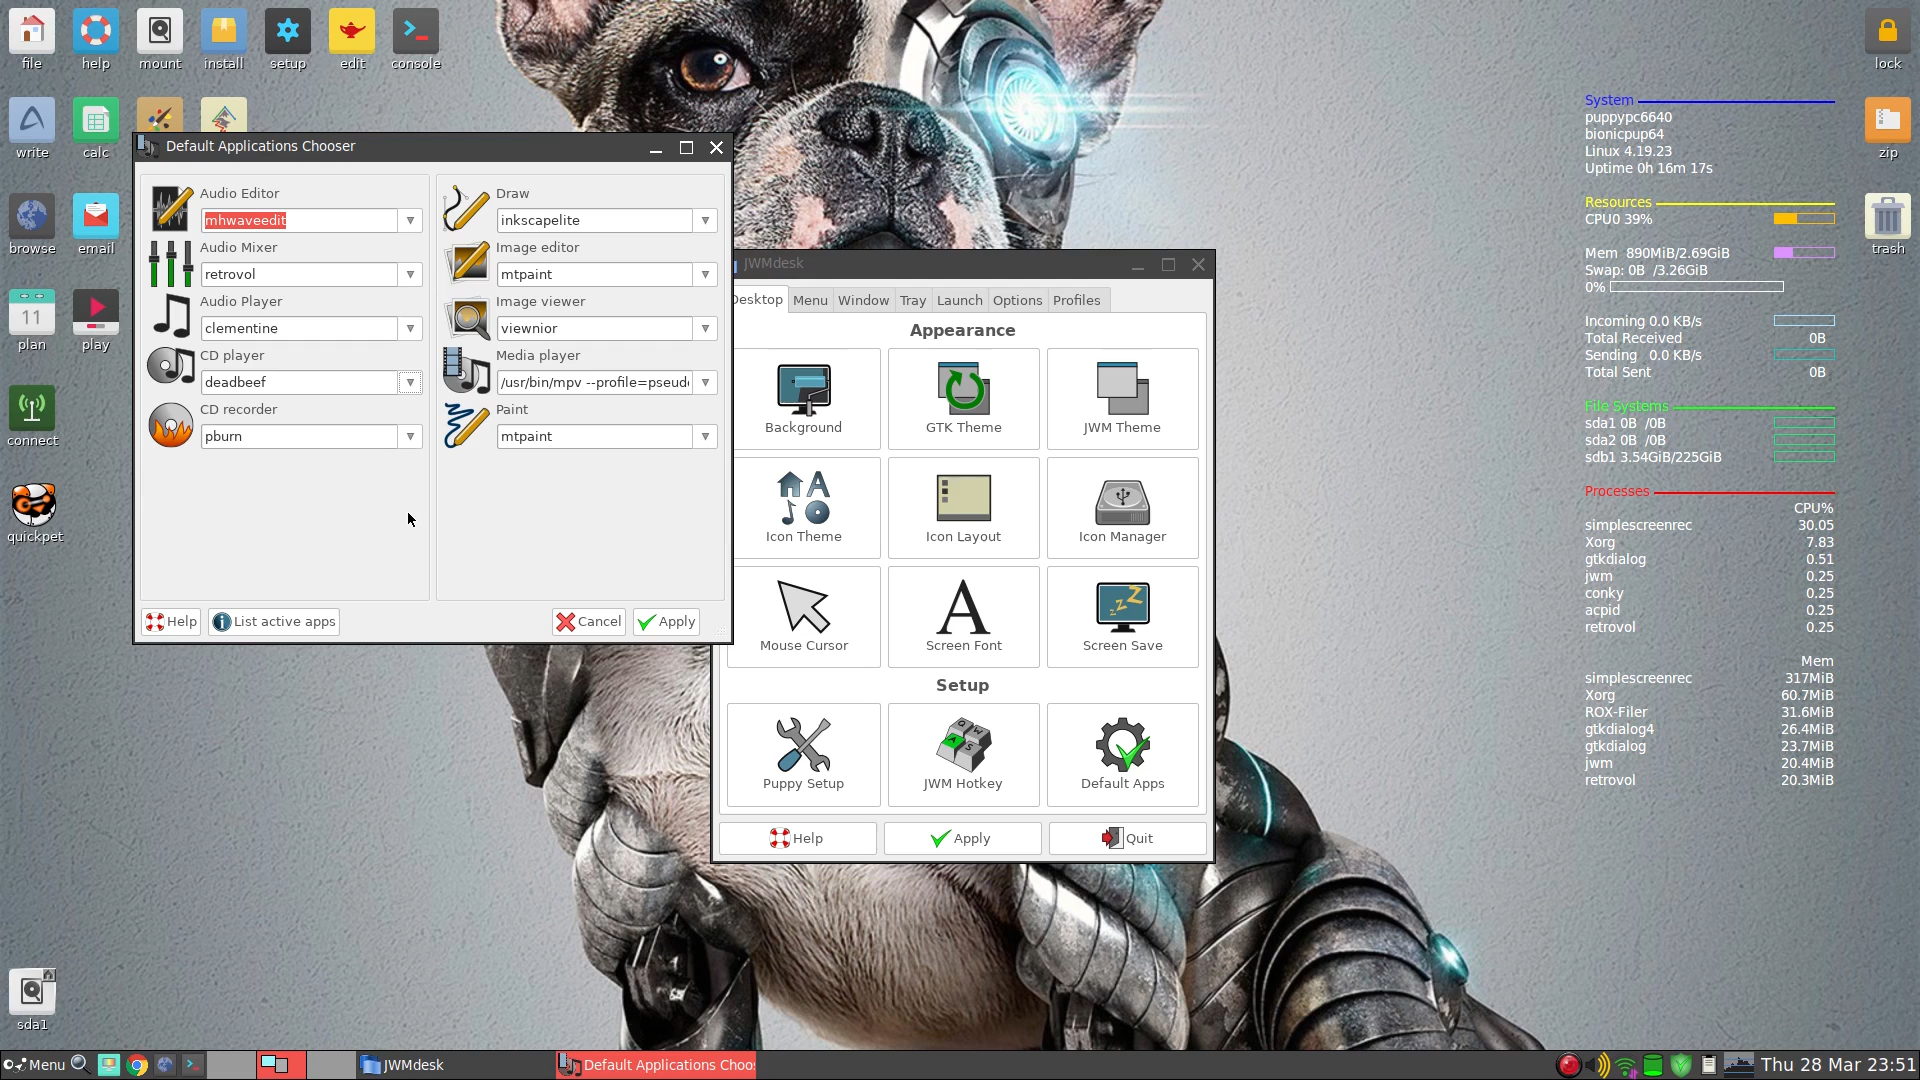 file
help
mount
install
setup
edit
console
lock
write
calc
zip
browse
email
trash
11
plan
play
connect
quickpet
sda1
Default Applications Chooser
Audio Editor
mhwaveedit
Audio Mixer
retrovol
Audio Player
clementine
CD player
deadbeef
CD recorder
pburn
Draw
inkscapelite
Image editor
mtpaint
Image viewer
viewnior
Media player
/usr/bin/mpv --profile=pseud
Paint
mtpaint
Help
List active apps
Cancel
Apply
JWMdesk
Desktop Menu Window Tray Launch Options Profiles
Appearance
Background
GTK Theme
JWM Theme
Icon Theme
Icon Layout
Icon Manager
Mouse Cursor
Screen Font
Screen Save
Setup
Puppy Setup
JWM Hotkey
Default Apps
Help
Apply
Quit
System
puppypc6640
bionicpup64
Linux 4.19.23
Uptime 0h 16m 17s
Resources
CPU0 39%
Mem 890MiB/2.69GiB
Swap: 0B /3.26GiB
0%
Incoming 0.0 KB/s
Total Received 0B
Sending 0.0 KB/s
Total Sent 0B
File Systems
sda1 0B /0B
sda2 0B /0B
sdb1 3.54GiB/225GiB
Processes
CPU%
simplescreenrec 30.05
Xorg 7.83
gtkdialog 0.51
jwm 0.25
conky 0.25
acpid 0.25
retrovol 0.25
Mem
simplescreenrec 317MiB
Xorg 60.7MiB
ROX-Filer 31.6MiB
gtkdialog4 26.4MiB
gtkdialog 23.7MiB
jwm 20.4MiB
retrovol 20.3MiB
Menu
JWMdesk
Default Applications Choo
Thu 28 Mar 23:51